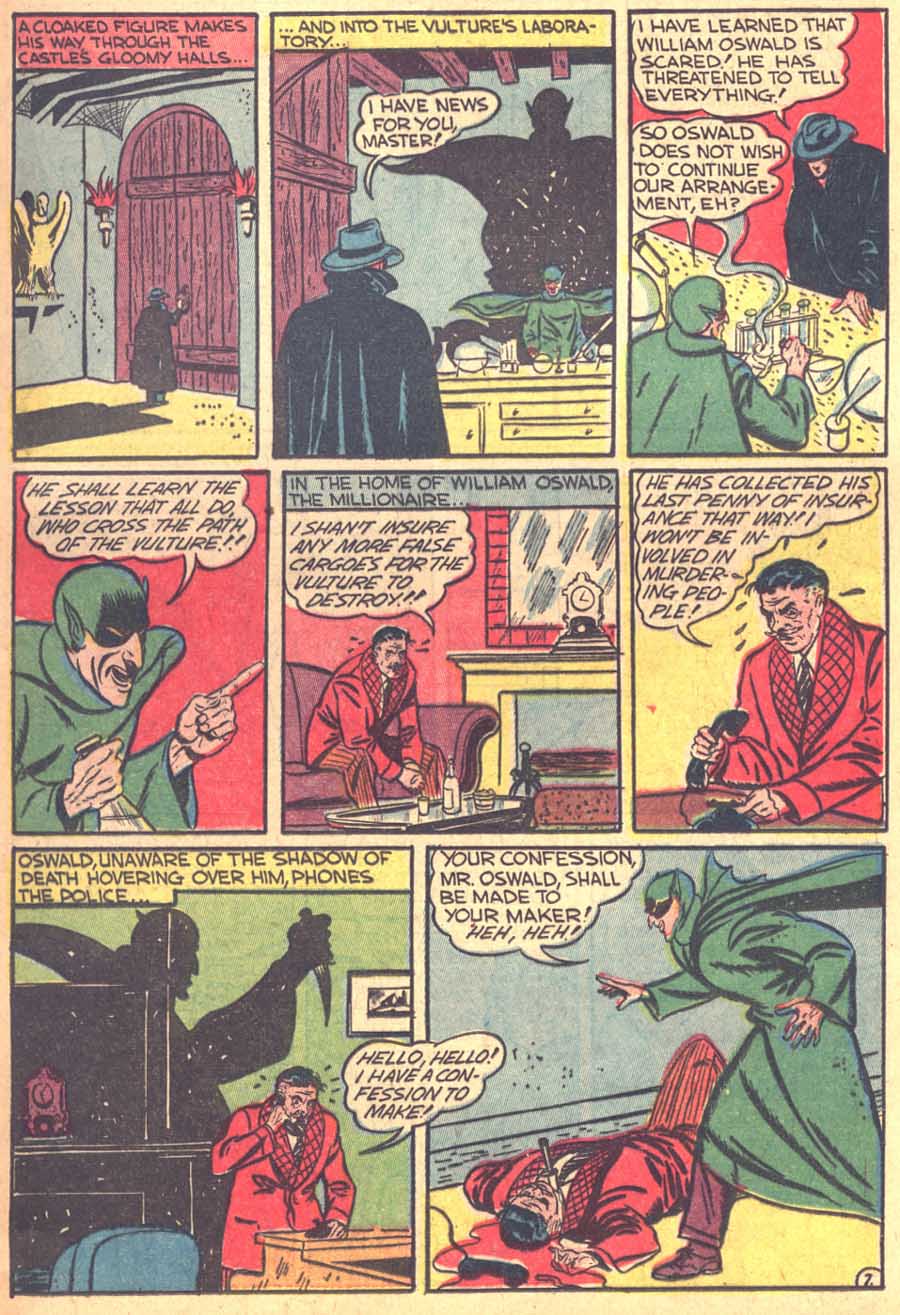 A CLOAKED FIGURE MAKES
HIS WAY THROUGH THE
CASTLE'S GLOOMY HALLS...
...AND INTO THE VULTURE'S LABORA-
TORY...
I HAVE NEWS
FOR YOU,
MASTER!
I HAVE LEARNED THAT
WILLIAM OSWALD IS
SCARED! HE HAS
THREATENED TO TELL
EVERYTHING!
SO OSWALD
DOES NOT WISH
TO CONTINUE
OUR ARRANGE-
MENT, EH?
HE SHALL LEARN THE
LESSON THAT ALL DO,
WHO CROSS THE PATH
OF THE VULTURE!!!
IN THE HOME OF WILLIAM OSWALD,
THE MILLIONAIRE...
I SHAN'T INSURE
ANY MORE FALSE
CARGOES FOR THE
VULTURE TO
DESTROY!!!
HE HAS COLLECTED HIS
LAST PENNY OF INSUR-
ANCE THAT WAY! I
WON'T BE IN-
VOLVED IN
MURDER-
ING PEO-
PLE!
OSWALD, UNAWARE OF THE SHADOW OF
DEATH HOVERING OVER HIM, PHONES
THE POLICE...
HELLO, HELLO!
I HAVE A CON-
FESSION TO
MAKE!
YOUR CONFESSION,
MR. OSWALD, SHALL
BE MADE TO
YOUR MAKER!
HEH, HEH!
7.